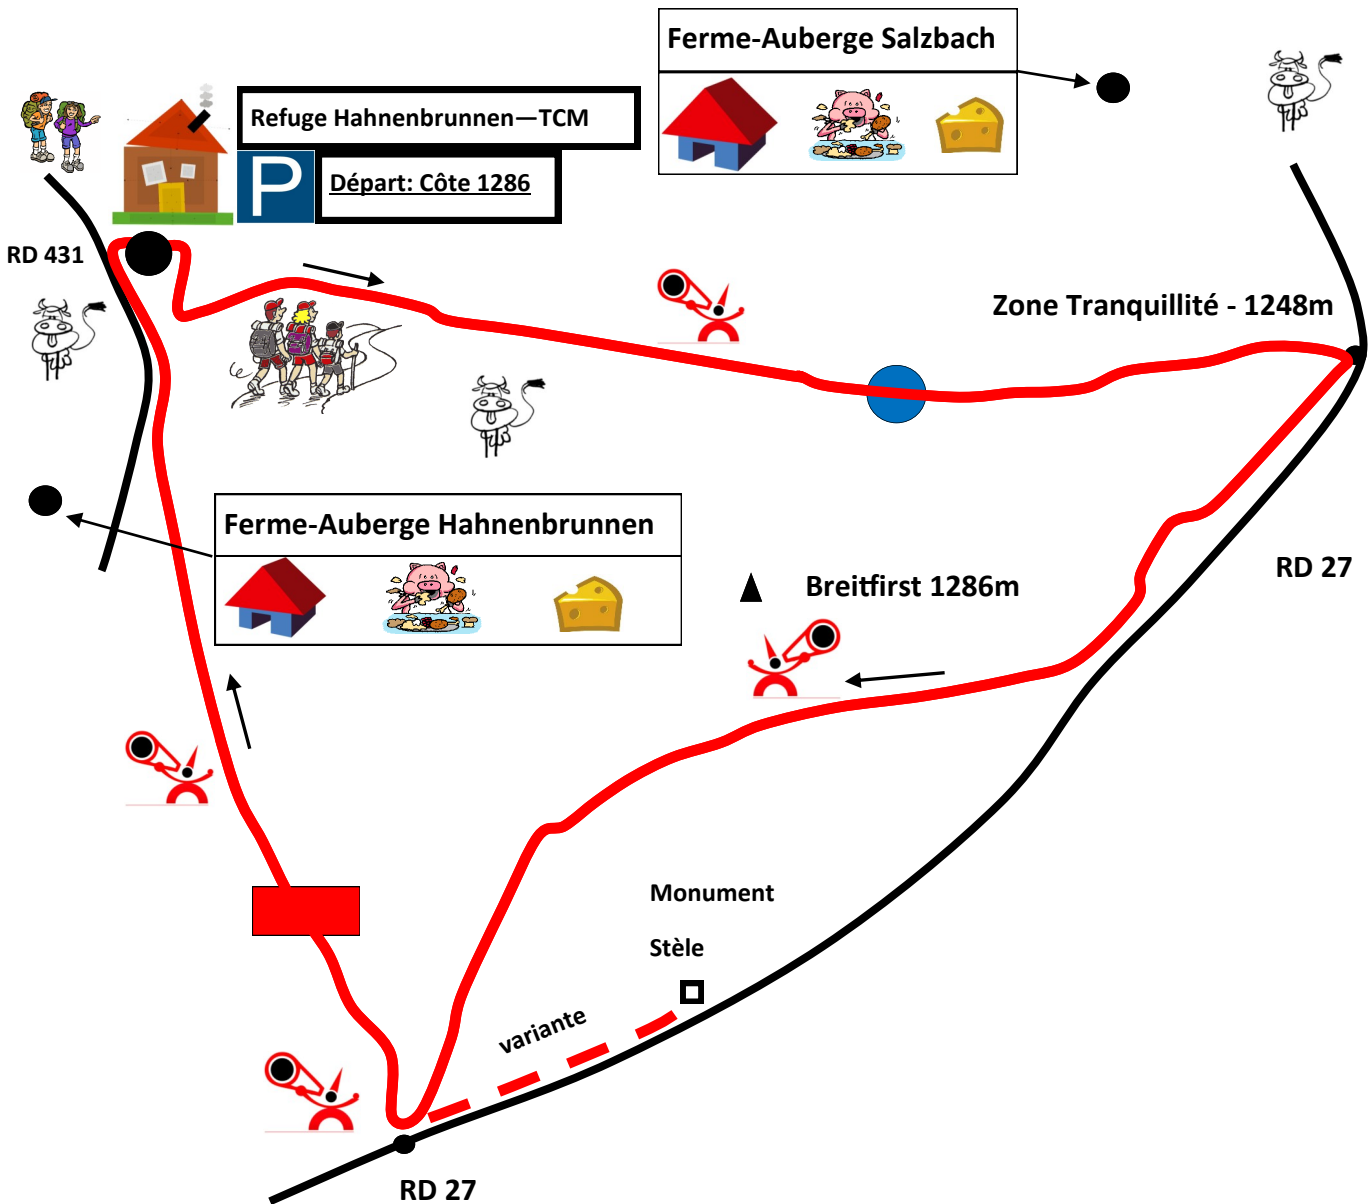 Ferme-Auberge Salzbach
Refuge Hahnenbrunnen—TCM
P
Départ: Côte 1286
RD 431
Zone Tranquillité - 1248m
Ferme-Auberge Hahnenbrunnen
RD 27
Breitfirst 1286m
Monument
Stèle
variante
RD 27